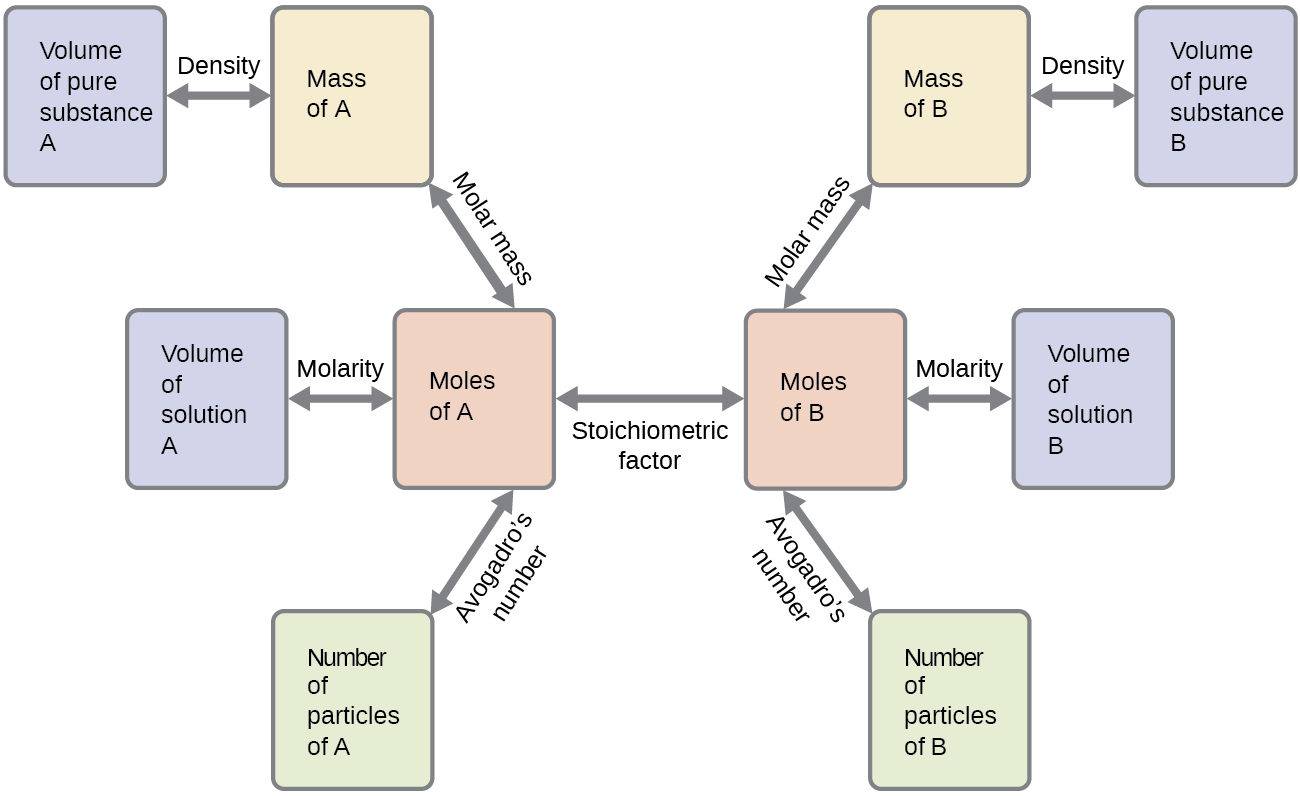 Volume
of pure
substance
A
Density
Mass
of A
Mass
of B
Density
Volume
of pure
substance
B
Molar mass
Molar mass
Volume
of
solution
A
Molarity
Moles
of A
Stoichiometric
factor
Moles
of B
Molarity
Volume
of
solution
B
Avogadro’s
number
Avogadro’s
number
Number
of
particles
of A
Number
of
particles
of B